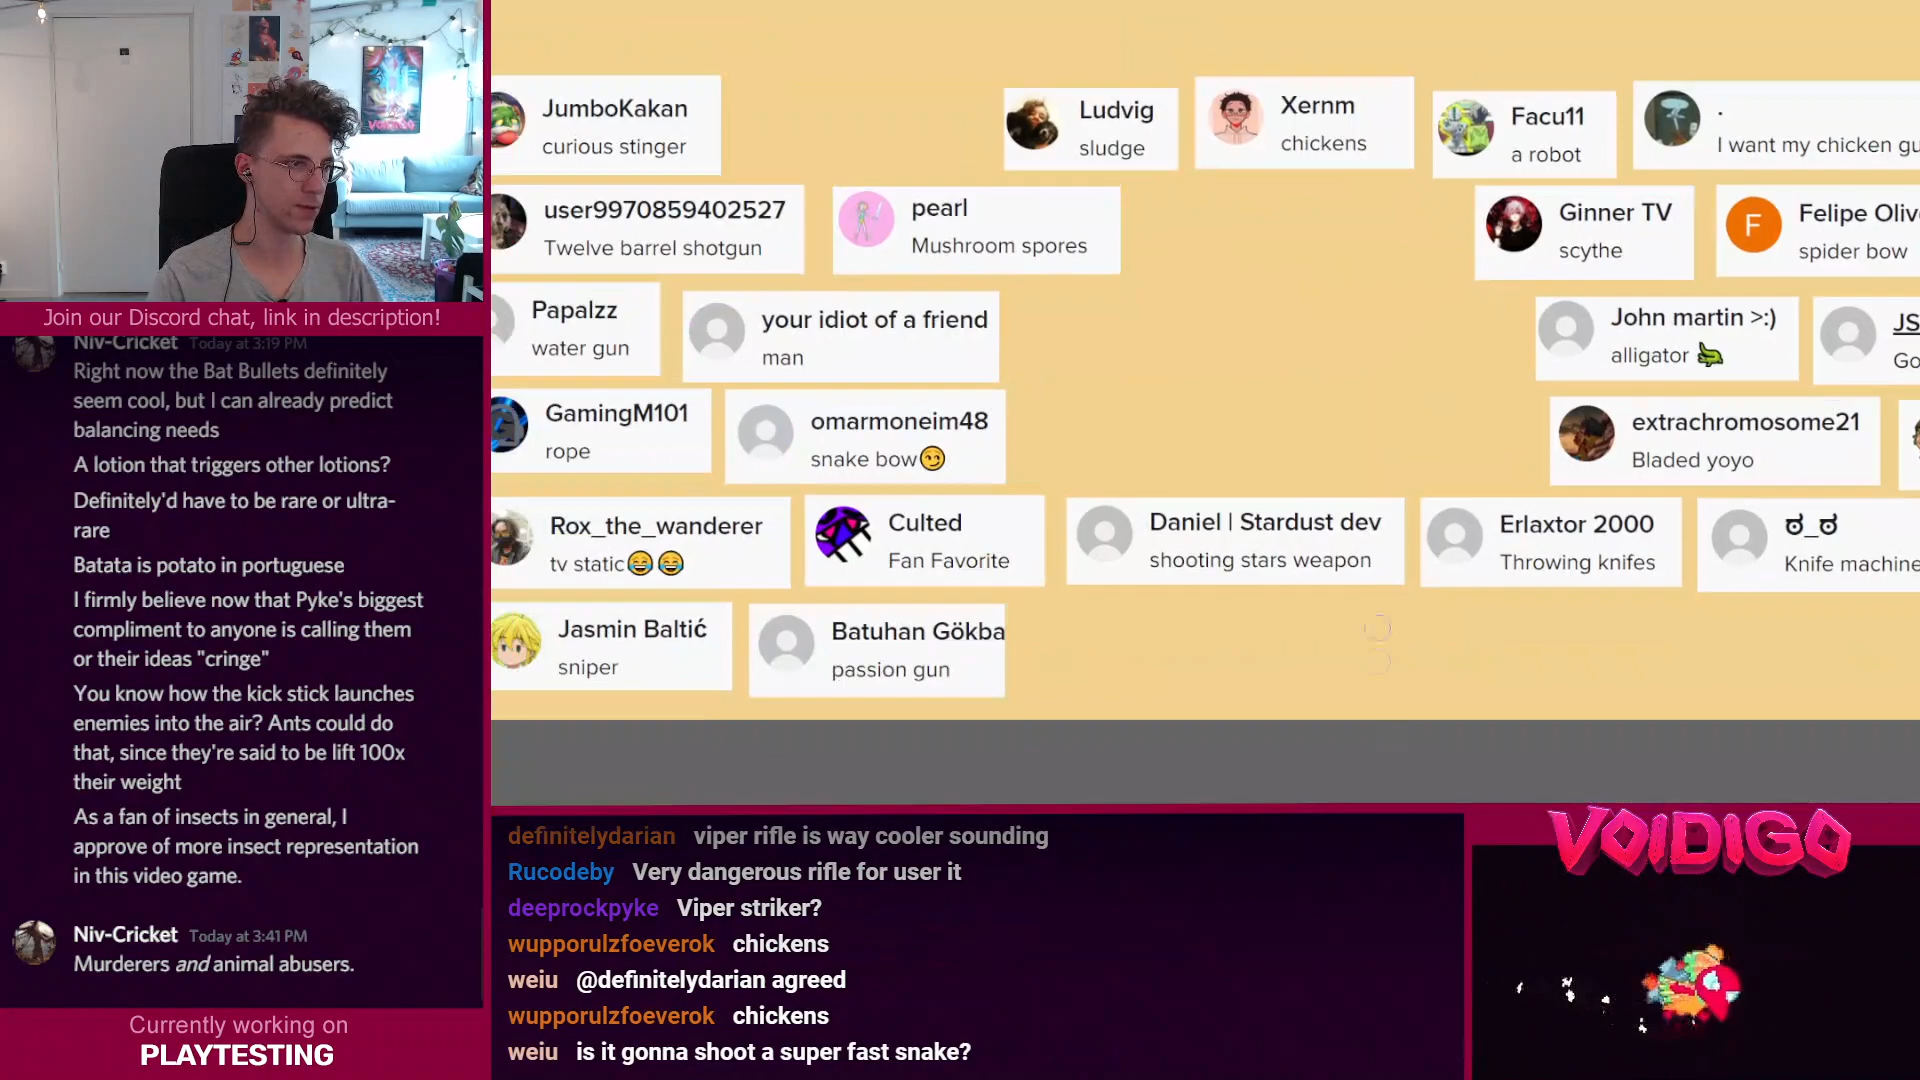 VOIDIGO
Join our Discord chat, link in description!
Niv-Cricket Today at 3:19 PM
Right now the Bat Bullets definitely
seem cool, but I can already predict
balancing needs
A lotion that triggers other lotions?
Definitely'd have to be rare or ultra-
rare
Batata is potato in portuguese
I firmly believe now that Pyke's biggest
compliment to anyone is calling them
or their ideas "cringe"
You know how the kick stick launches
enemies into the air? Ants could do
that, since they're said to be lift 100x
their weight
As a fan of insects in general, I
approve of more insect representation
in this video game.
Niv-Cricket Today at 3:41 PM
Murderers and animal abusers.
Currently working on
PLAYTESTING
JumboKakan
curious stinger
Ludvig
sludge
Xernm
chickens
Facu11
a robot
.
I want my chicken gu
user9970859402527
Twelve barrel shotgun
pearl
Mushroom spores
Ginner TV
scythe
F
Felipe Oliv
spider bow
Papalzz
water gun
your idiot of a friend
man
John martin >:)
alligator 🐊
JS
Go
GamingM101
rope
omarmoneim48
snake bow😏
extrachromosome21
Bladed yoyo
Rox_the_wanderer
tv static😂😂
Culted
Fan Favorite
Daniel | Stardust dev
shooting stars weapon
Erlaxtor 2000
Throwing knifes
ಠ_ಠ
Knife machine
Jasmin Baltić
sniper
Batuhan Gökba
passion gun
definitelydarian viper rifle is way cooler sounding
Rucodeby Very dangerous rifle for user it
deeprockpyke Viper striker?
wupporulzfoeverok chickens
weiu @definitelydarian agreed
wupporulzfoeverok chickens
weiu is it gonna shoot a super fast snake?
VOIDIGO